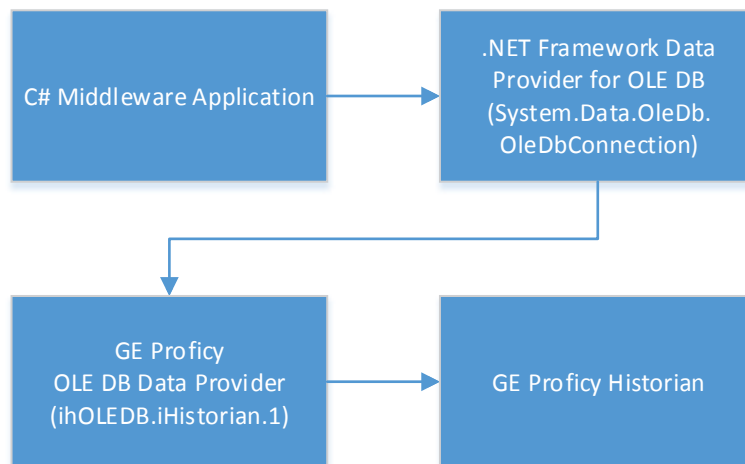 C# Middleware Application
.NET Framework Data
Provider for OLE DB
(System.Data.OleDb.
OleDbConnection)
GE Proficy
OLE DB Data Provider
(ihOLEDB.iHistorian.1)
GE Proficy Historian